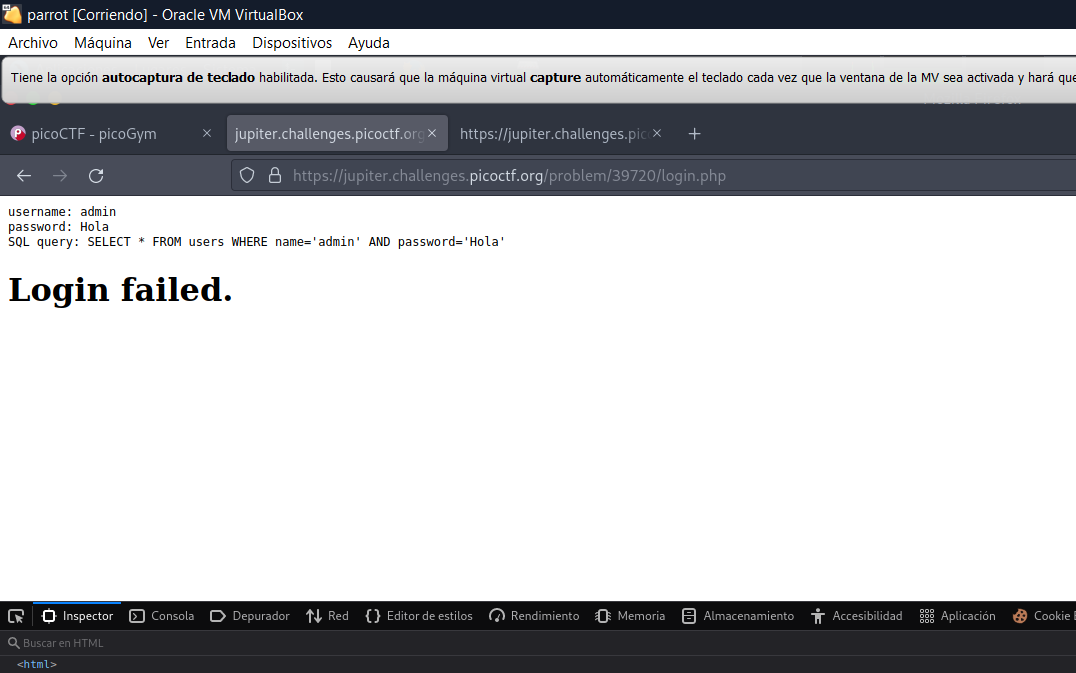 parrot [Corriendo] - Oracle VM VirtualBox
Archivo Máquina Ver Entrada Dispositivos Ayuda
Tiene la opción autocaptura de teclado habilitada. Esto causará que la máquina virtual capture automáticamente el teclado cada vez que la ventana de la MV sea activada y hará que
picoCTF - picoGym jupiter.challenges.picoctf.org https://jupiter.challenges.pic
https://jupiter.challenges.picoctf.org/problem/39720/login.php
username: admin
password: Hola
SQL query: SELECT * FROM users WHERE name='admin' AND password='Hola'
Login failed.
Inspector Consola Depurador Red Editor de estilos Rendimiento Memoria Almacenamiento Accesibilidad Aplicación Cookie
Buscar en HTML
<html>